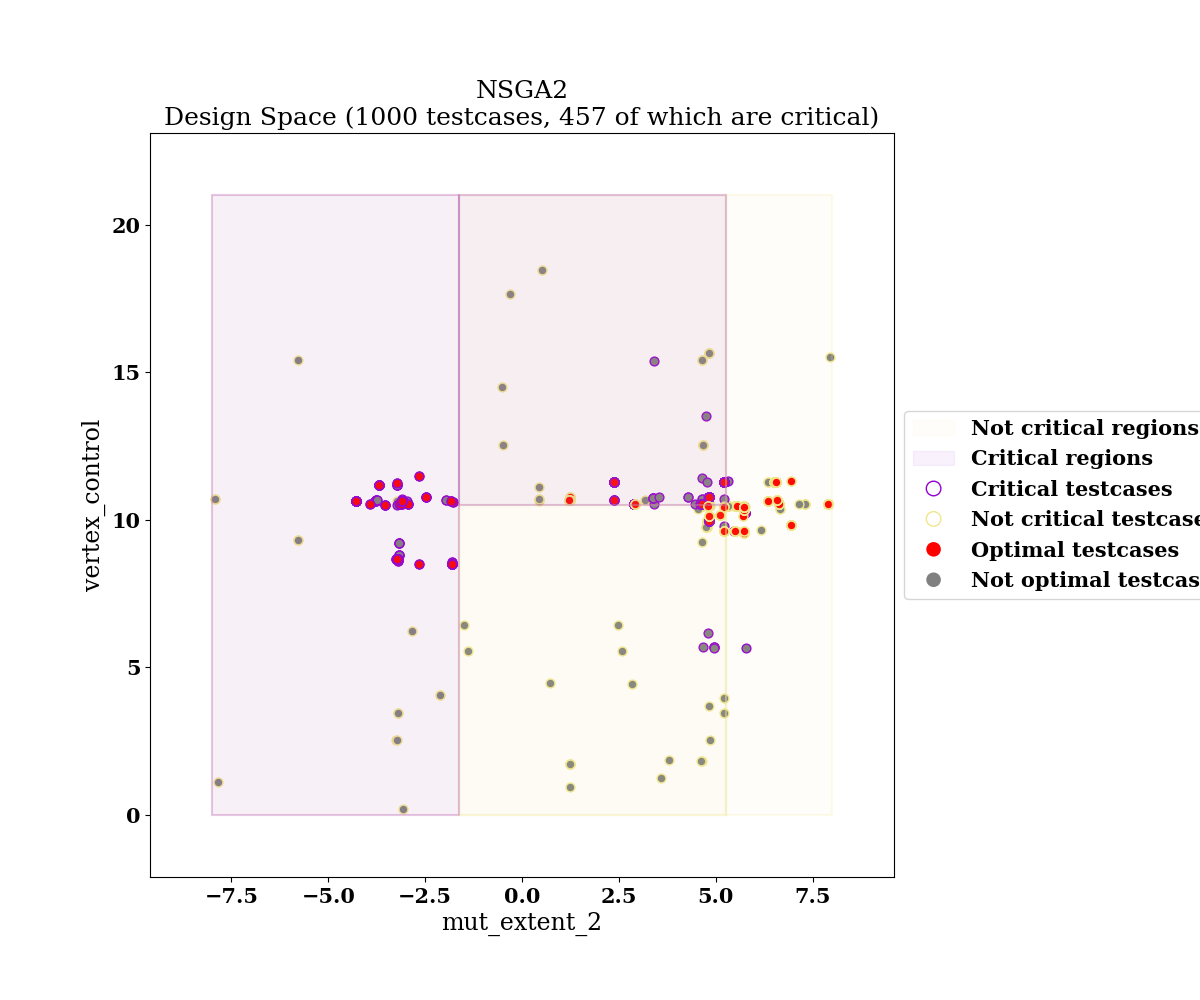 NSGA2
Design Space (1000 testcases, 457 of which are critical)
vertex_control
20
15
10
5
0
−7.5
−5.0
−2.5
0.0
2.5
5.0
7.5
mut_extent_2
Not critical regions
Critical regions
Critical testcases
Not critical testcase
Optimal testcases
Not optimal testcas